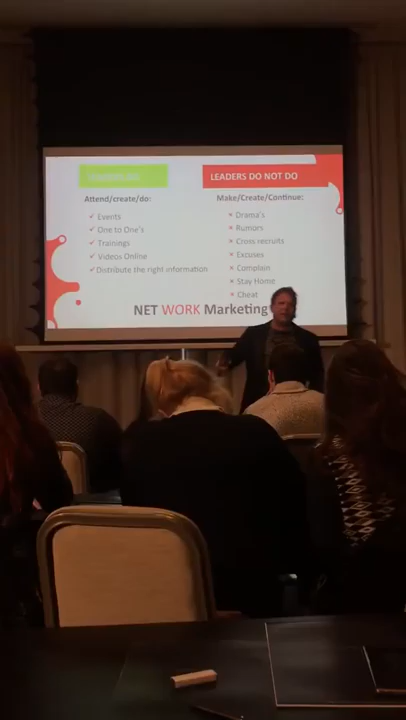 LEADERS DO NOT DO
Attend/create/do:
✓ Events
✓ One to One's
✓ Trainings
✓ Videos Online
✓ Distribute the right information
Make/Create/Continue:
× Drama's
× Rumors
× Cross recruits
× Excuses
× Complain
× Stay Home
× Cheat
NET WORK Marketing